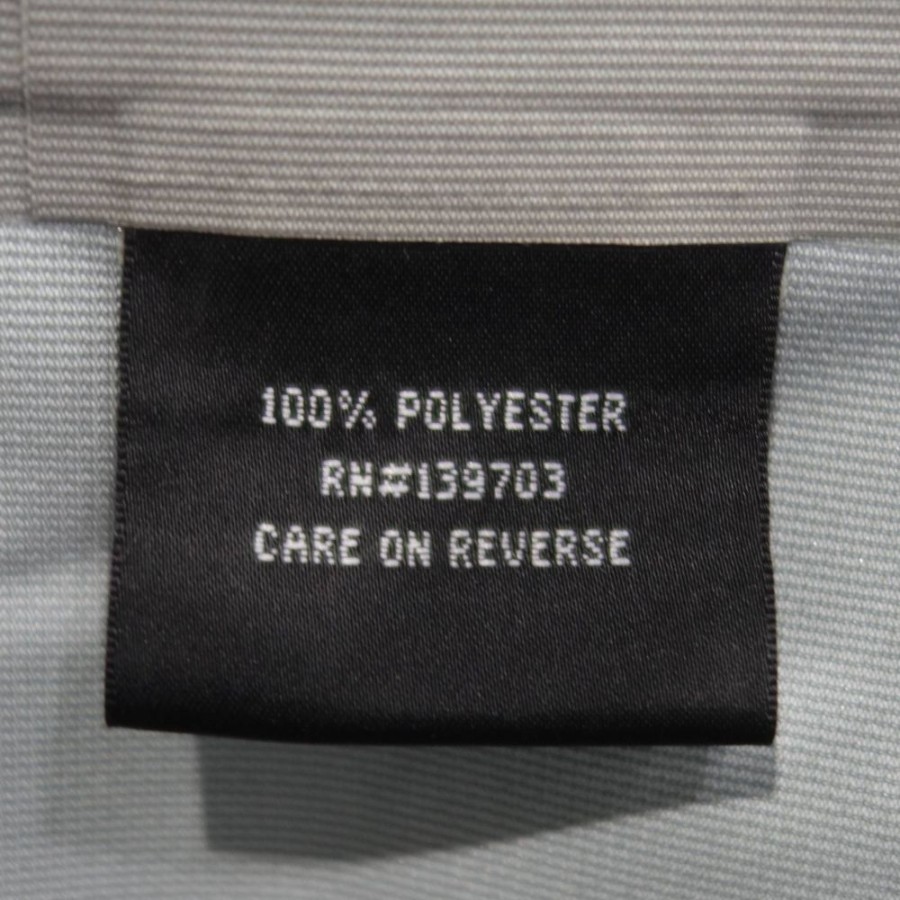 100% POLYESTER
RN#139703
CARE ON REVERSE